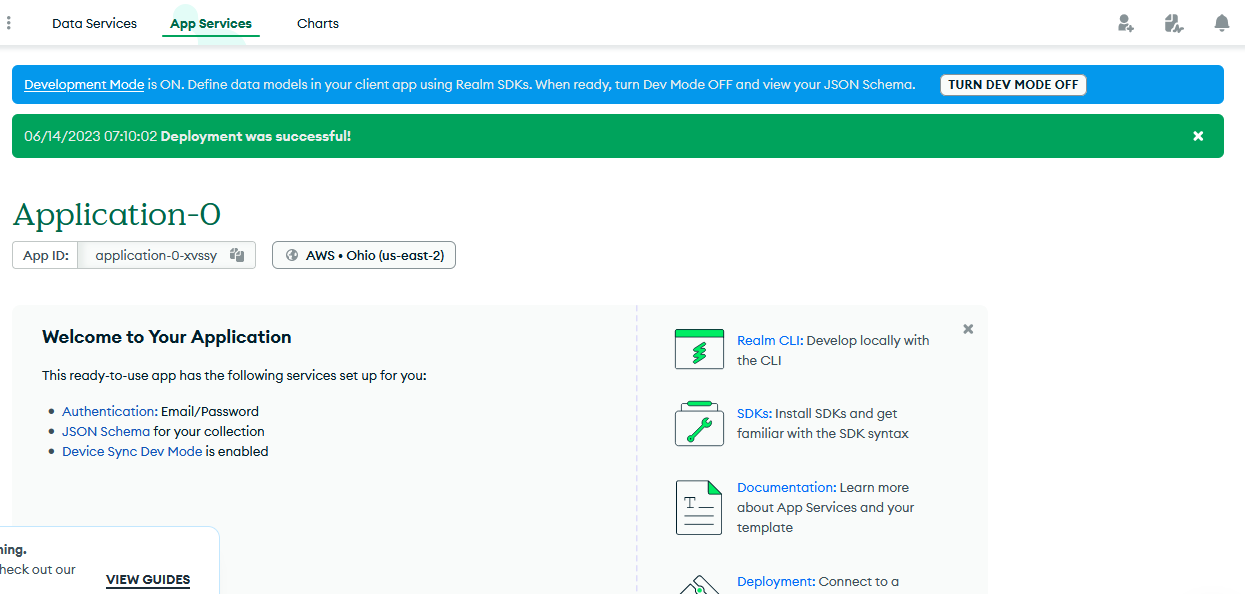 Data Services
App Services
Charts
Development Mode is ON. Define data models in your client app using Realm SDKs. When ready, turn Dev Mode OFF and view your JSON Schema.
TURN DEV MODE OFF
06/14/2023 07:10:02 Deployment was successful!
Application-0
App ID:
application-0-xvssy
AWS • Ohio (us-east-2)
Welcome to Your Application
This ready-to-use app has the following services set up for you:
• Authentication: Email/Password
• JSON Schema for your collection
• Device Sync Dev Mode is enabled
Realm CLI: Develop locally with
the CLI
SDKs: Install SDKs and get
familiar with the SDK syntax
T
Documentation: Learn more
about App Services and your
template
Deployment: Connect to a
ning.
heck out our
VIEW GUIDES